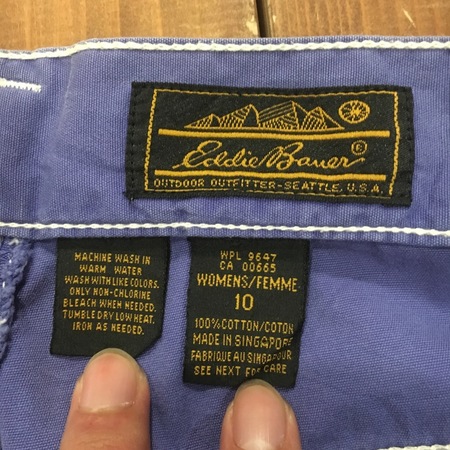 Eddie Bauer®
OUTDOOR OUTFITTER-SEATTLE, U.S.A.
MACHINE WASH IN
WARM WATER
WASH WITH LIKE COLORS.
ONLY NON-CHLORINE
BLEACH WHEN NEEDED.
TUMBLE DRY LOW HEAT.
IRON AS NEEDED.
WPL 9647
CA 00665
WOMENS/FEMME
10
100% COTTON/COTON
MADE IN SINGAPORE
FABRIQUE AU SINGAPOUR
SEE NEXT FOR CARE